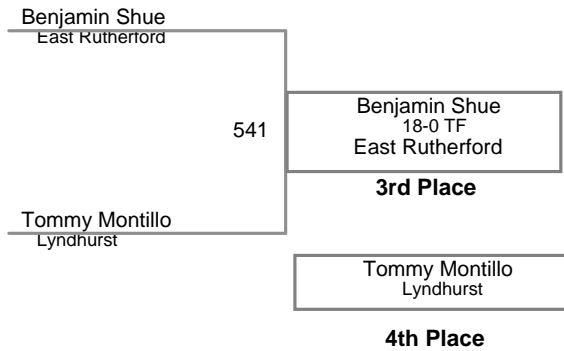 Benjamin Shue
East Rutherford
541
Benjamin Shue
18-0 TF
East Rutherford
3rd Place
Tommy Montillo
Lyndhurst
Tommy Montillo
Lyndhurst
4th Place